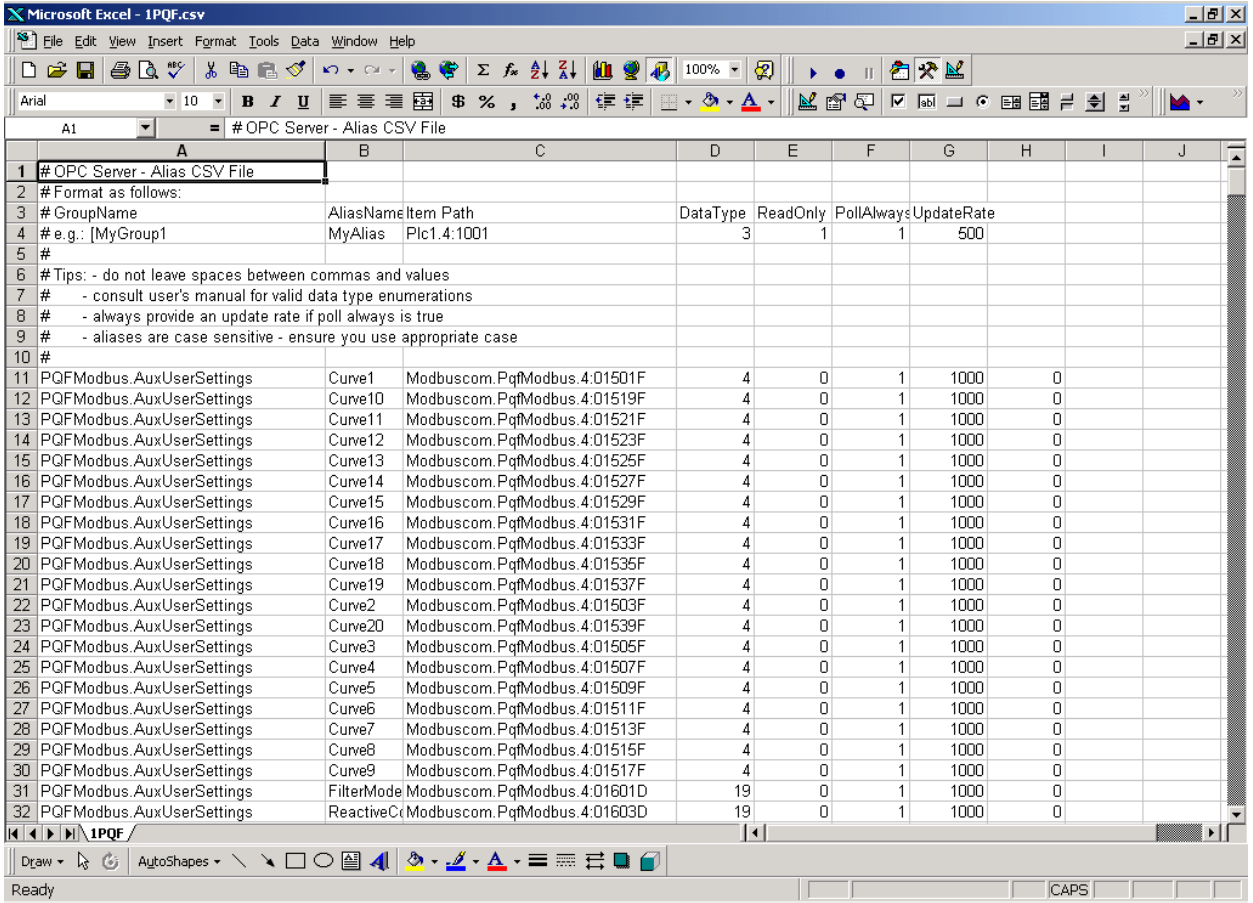 Microsoft Excel - 1PQF.csv
File Edit View Insert Format Tools Data Window Help
100%
Arial 10 B I U $ % ,
A1 = # OPC Server - Alias CSV File
A B C D E F G H I J
1 # OPC Server - Alias CSV File
2 # Format as follows:
3 # GroupName AliasName Item Path DataType ReadOnly PollAlways UpdateRate
4 # e.g.: [MyGroup1 MyAlias Plc1.4:1001 3 1 1 500
5 #
6 # Tips: - do not leave spaces between commas and values
7 # - consult user's manual for valid data type enumerations
8 # - always provide an update rate if poll always is true
9 # - aliases are case sensitive - ensure you use appropriate case
10 #
11 PQFModbus.AuxUserSettings Curve1 Modbuscom.PqfModbus.4:01501F 4 0 1 1000 0
12 PQFModbus.AuxUserSettings Curve10 Modbuscom.PqfModbus.4:01519F 4 0 1 1000 0
13 PQFModbus.AuxUserSettings Curve11 Modbuscom.PqfModbus.4:01521F 4 0 1 1000 0
14 PQFModbus.AuxUserSettings Curve12 Modbuscom.PqfModbus.4:01523F 4 0 1 1000 0
15 PQFModbus.AuxUserSettings Curve13 Modbuscom.PqfModbus.4:01525F 4 0 1 1000 0
16 PQFModbus.AuxUserSettings Curve14 Modbuscom.PqfModbus.4:01527F 4 0 1 1000 0
17 PQFModbus.AuxUserSettings Curve15 Modbuscom.PqfModbus.4:01529F 4 0 1 1000 0
18 PQFModbus.AuxUserSettings Curve16 Modbuscom.PqfModbus.4:01531F 4 0 1 1000 0
19 PQFModbus.AuxUserSettings Curve17 Modbuscom.PqfModbus.4:01533F 4 0 1 1000 0
20 PQFModbus.AuxUserSettings Curve18 Modbuscom.PqfModbus.4:01535F 4 0 1 1000 0
21 PQFModbus.AuxUserSettings Curve19 Modbuscom.PqfModbus.4:01537F 4 0 1 1000 0
22 PQFModbus.AuxUserSettings Curve2 Modbuscom.PqfModbus.4:01503F 4 0 1 1000 0
23 PQFModbus.AuxUserSettings Curve20 Modbuscom.PqfModbus.4:01539F 4 0 1 1000 0
24 PQFModbus.AuxUserSettings Curve3 Modbuscom.PqfModbus.4:01505F 4 0 1 1000 0
25 PQFModbus.AuxUserSettings Curve4 Modbuscom.PqfModbus.4:01507F 4 0 1 1000 0
26 PQFModbus.AuxUserSettings Curve5 Modbuscom.PqfModbus.4:01509F 4 0 1 1000 0
27 PQFModbus.AuxUserSettings Curve6 Modbuscom.PqfModbus.4:01511F 4 0 1 1000 0
28 PQFModbus.AuxUserSettings Curve7 Modbuscom.PqfModbus.4:01513F 4 0 1 1000 0
29 PQFModbus.AuxUserSettings Curve8 Modbuscom.PqfModbus.4:01515F 4 0 1 1000 0
30 PQFModbus.AuxUserSettings Curve9 Modbuscom.PqfModbus.4:01517F 4 0 1 1000 0
31 PQFModbus.AuxUserSettings FilterMode Modbuscom.PqfModbus.4:01601D 19 0 1 1000 0
32 PQFModbus.AuxUserSettings ReactiveC Modbuscom.PqfModbus.4:01603D 19 0 1 1000 0
1PQF
Draw AutoShapes
Ready CAPS